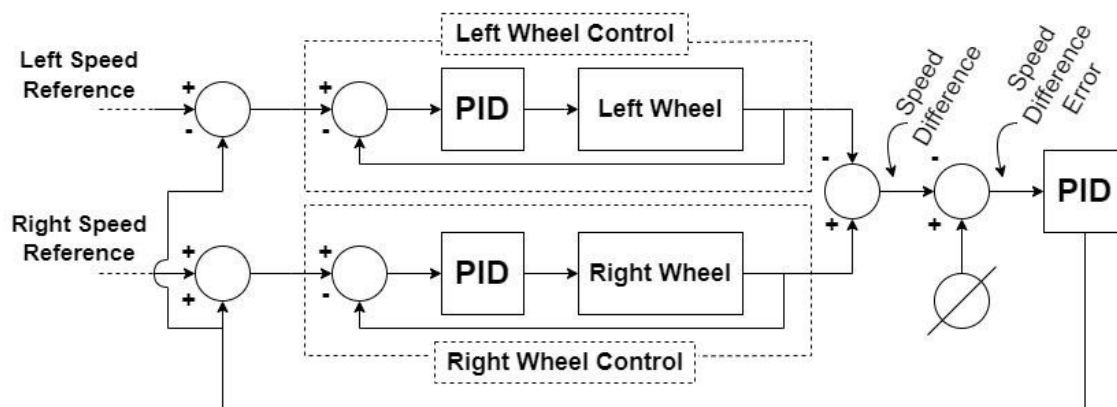 Left Wheel Control
Left Speed
Reference
+
-
+
-
PID
Left Wheel
Speed
Difference
Speed
Difference
Error
-
+
-
+
PID
Right Speed
Reference
+
+
+
-
PID
Right Wheel
Right Wheel Control